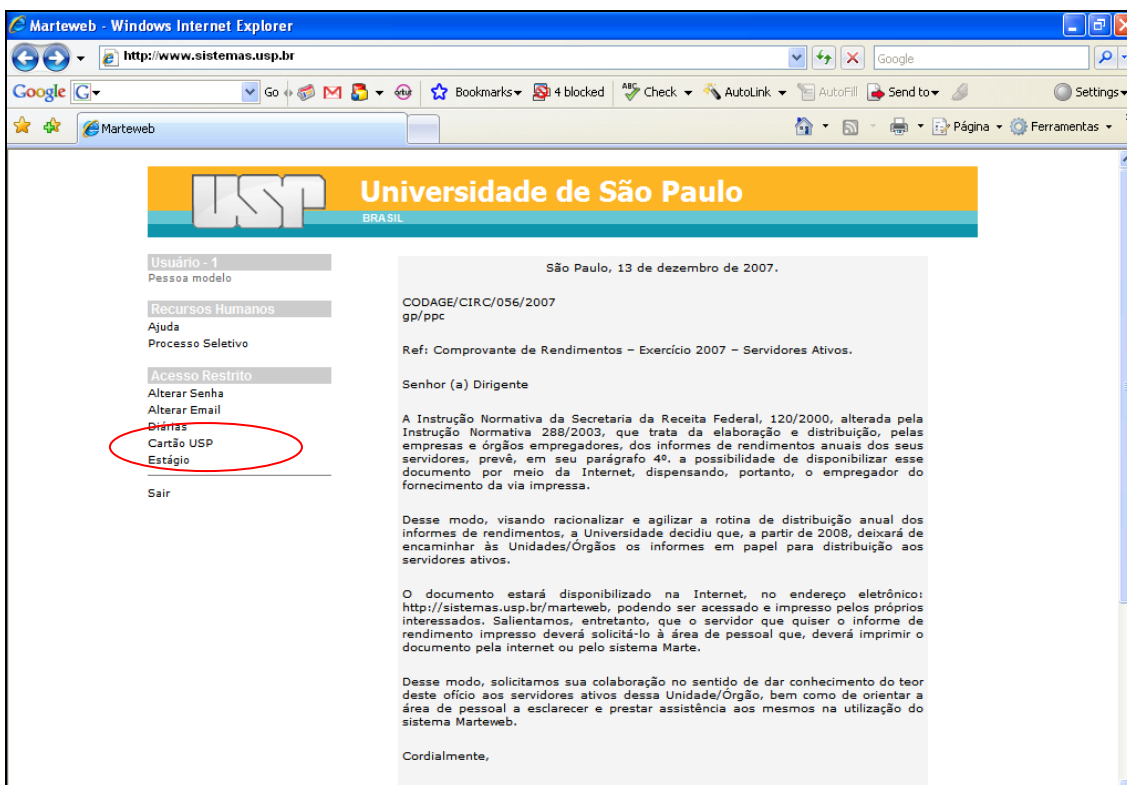 Marteweb - Windows Internet Explorer
http://www.sistemas.usp.br
Google
Google
G
Go
Bookmarks
4 blocked
ABC
Check
AutoLink
AutoFill
Send to
Settings
Marteweb
Página
Ferramentas
USP
Universidade de São Paulo
BRASIL
Usuário - 1
Pessoa modelo
Recursos Humanos
Ajuda
Processo Seletivo
Acesso Restrito
Alterar Senha
Alterar Email
Diárias
Cartão USP
Estágio
Sair
São Paulo, 13 de dezembro de 2007.
CODAGE/CIRC/056/2007
gp/ppc
Ref: Comprovante de Rendimentos – Exercício 2007 – Servidores Ativos.
Senhor (a) Dirigente
A Instrução Normativa da Secretaria da Receita Federal, 120/2000, alterada pela
Instrução Normativa 288/2003, que trata da elaboração e distribuição, pelas
empresas e órgãos empregadores, dos informes de rendimentos anuais dos seus
servidores, prevê, em seu parágrafo 4º. a possibilidade de disponibilizar esse
documento por meio da Internet, dispensando, portanto, o empregador do
fornecimento da via impressa.
Desse modo, visando racionalizar e agilizar a rotina de distribuição anual dos
informes de rendimentos, a Universidade decidiu que, a partir de 2008, deixará de
encaminhar às Unidades/Órgãos os informes em papel para distribuição aos
servidores ativos.
O documento estará disponibilizado na Internet, no endereço eletrônico:
http://sistemas.usp.br/marteweb, podendo ser acessado e impresso pelos próprios
interessados. Salientamos, entretanto, que o servidor que quiser o informe de
rendimento impresso deverá solicitá-lo à área de pessoal que, deverá imprimir o
documento pela internet ou pelo sistema Marte.
Desse modo, solicitamos sua colaboração no sentido de dar conhecimento do teor
deste ofício aos servidores ativos dessa Unidade/Órgão, bem como de orientar a
área de pessoal a esclarecer e prestar assistência aos mesmos na utilização do
sistema Marteweb.
Cordialmente,